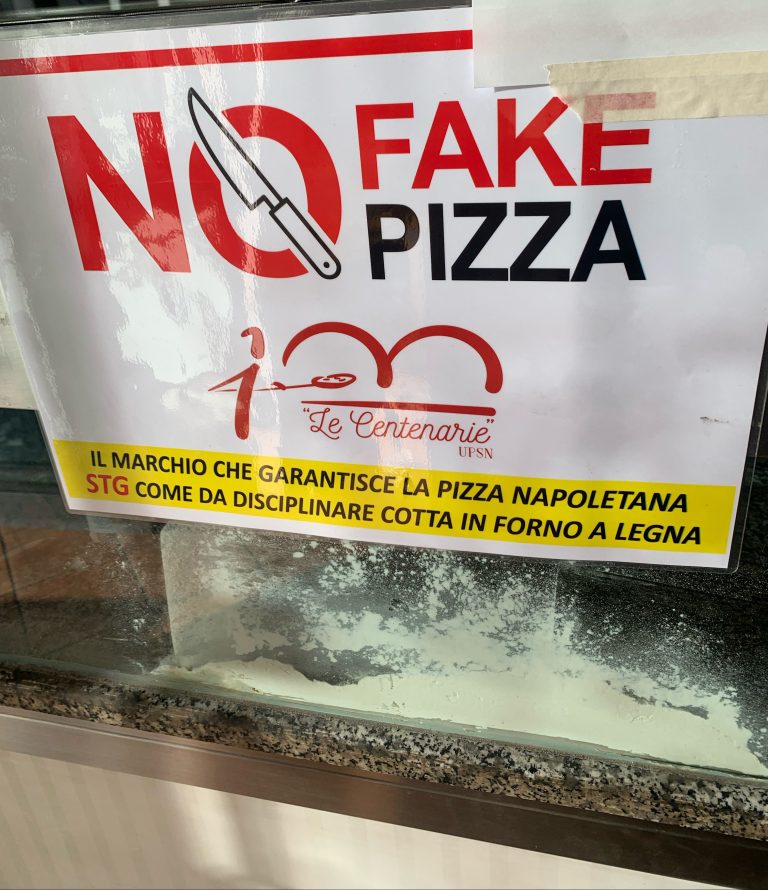 NO FAKE
PIZZA
"Le Centenarie"
UPSN
IL MARCHIO CHE GARANTISCE LA PIZZA NAPOLETANA
STG COME DA DISCIPLINARE COTTA IN FORNO A LEGNA